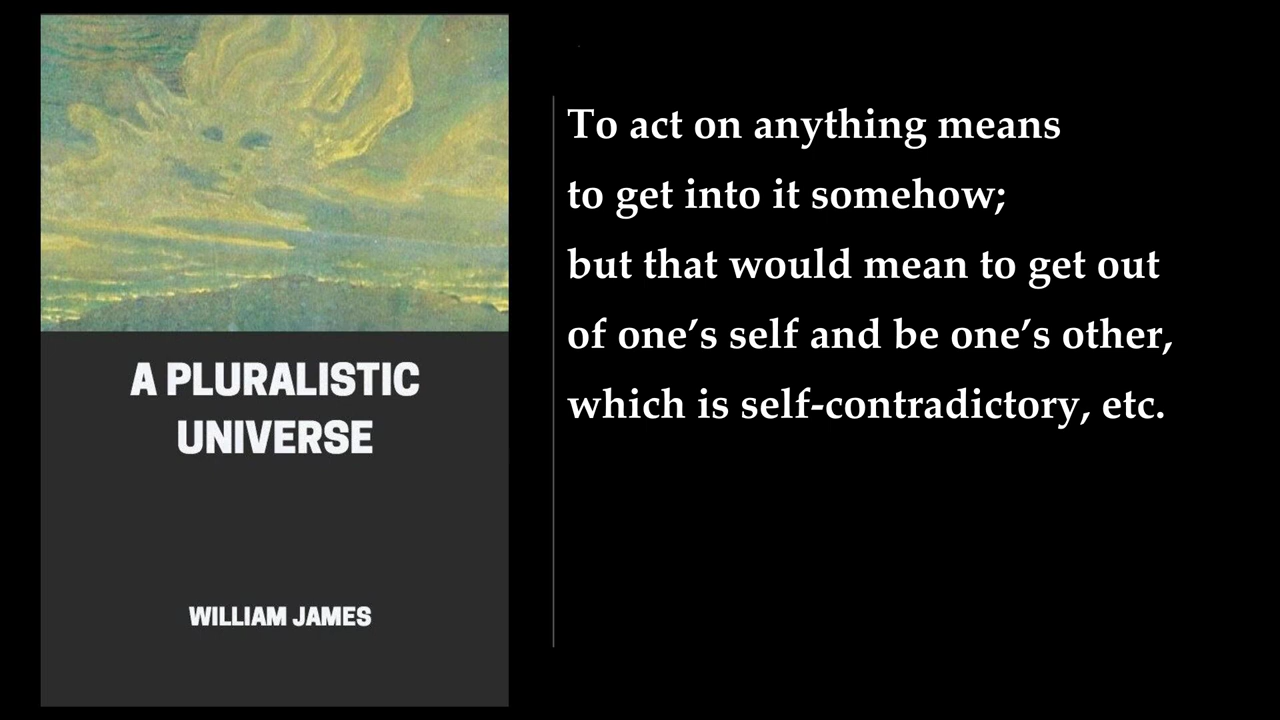 A PLURALISTIC
UNIVERSE
WILLIAM JAMES
To act on anything means
to get into it somehow;
but that would mean to get out
of one’s self and be one’s other,
which is self-contradictory, etc.